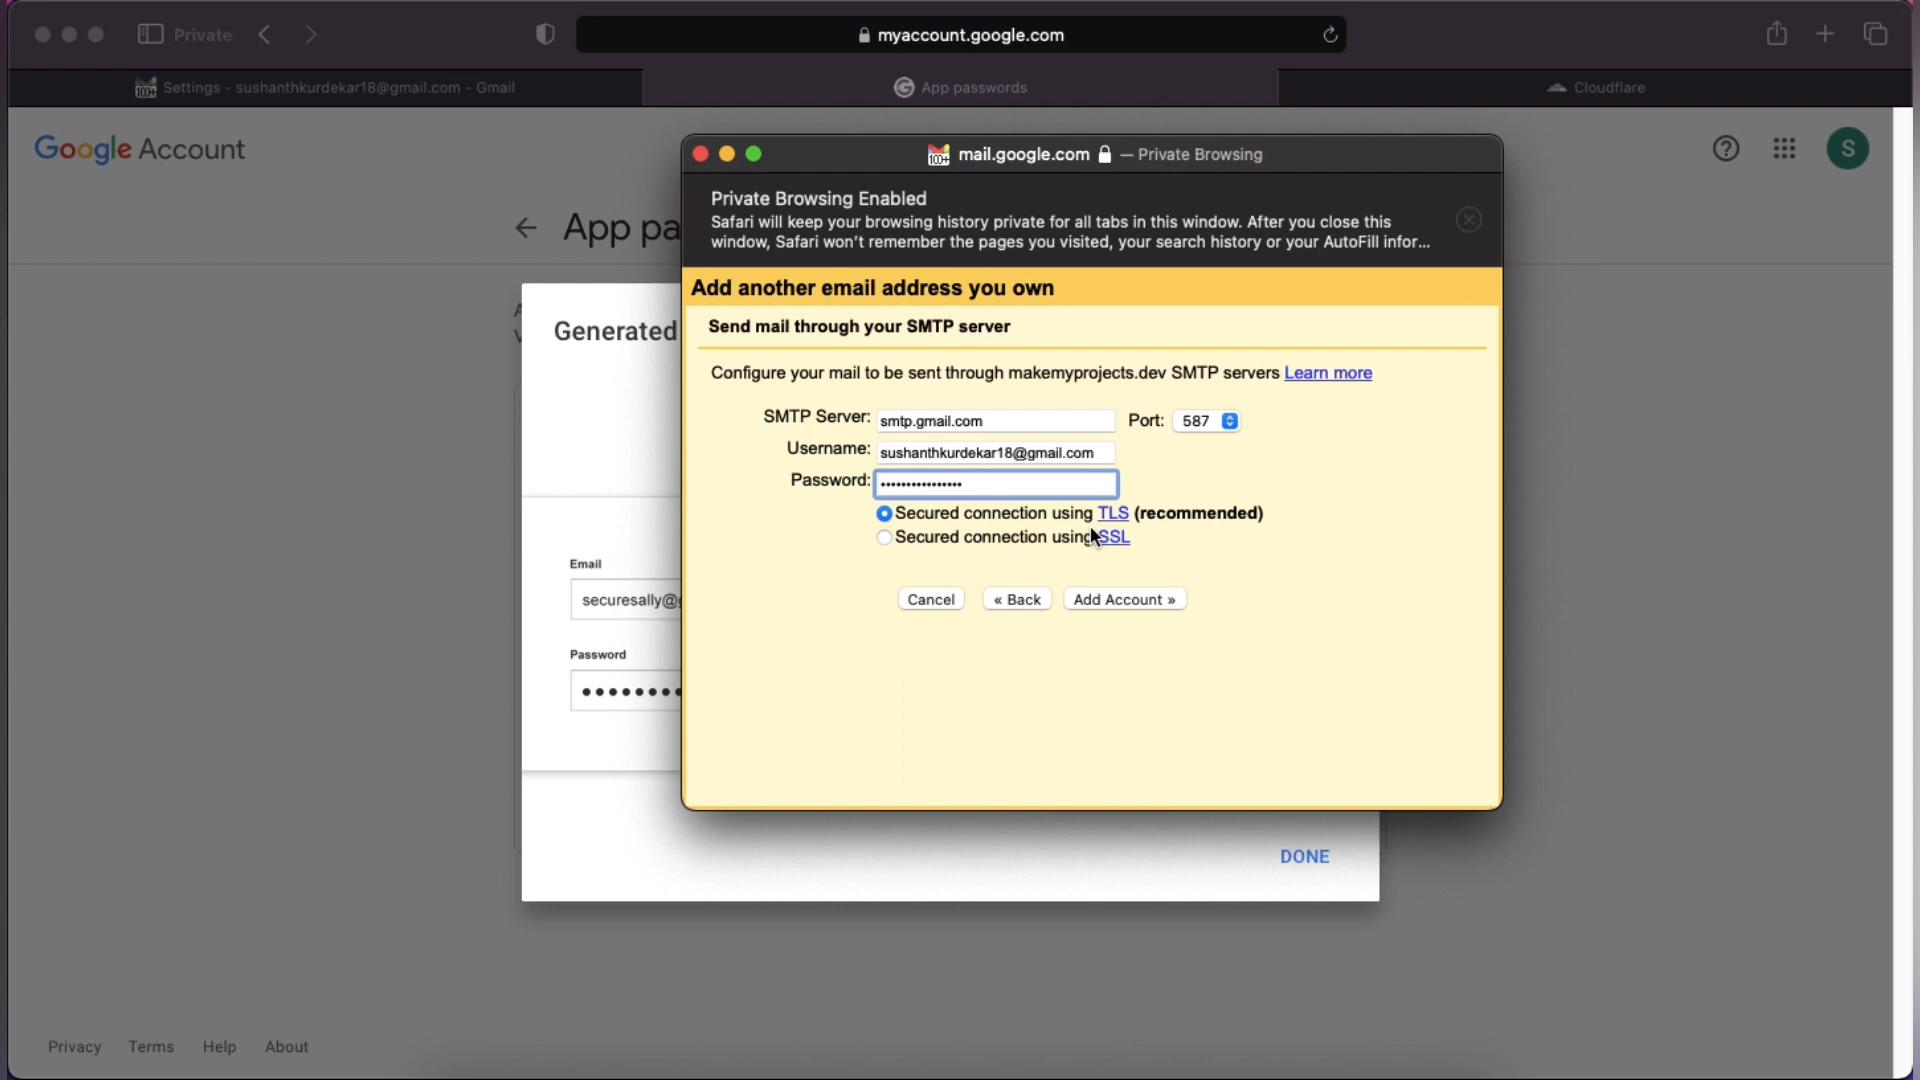 Private
myaccount.google.com
100+ Settings - sushanthkurdekar18@gmail.com - Gmail
App passwords
Cloudflare
Google Account
S
App pa
Generated
Email
securesally@g
Password
DONE
100+ mail.google.com — Private Browsing
Private Browsing Enabled
Safari will keep your browsing history private for all tabs in this window. After you close this
window, Safari won't remember the pages you visited, your search history or your AutoFill infor...
Add another email address you own
Send mail through your SMTP server
Configure your mail to be sent through makemyprojects.dev SMTP servers Learn more
SMTP Server: smtp.gmail.com Port: 587
Username: sushanthkurdekar18@gmail.com
Password: ••••••••••••••••
Secured connection using TLS (recommended)
Secured connection using SSL
Cancel « Back Add Account »
Privacy Terms Help About